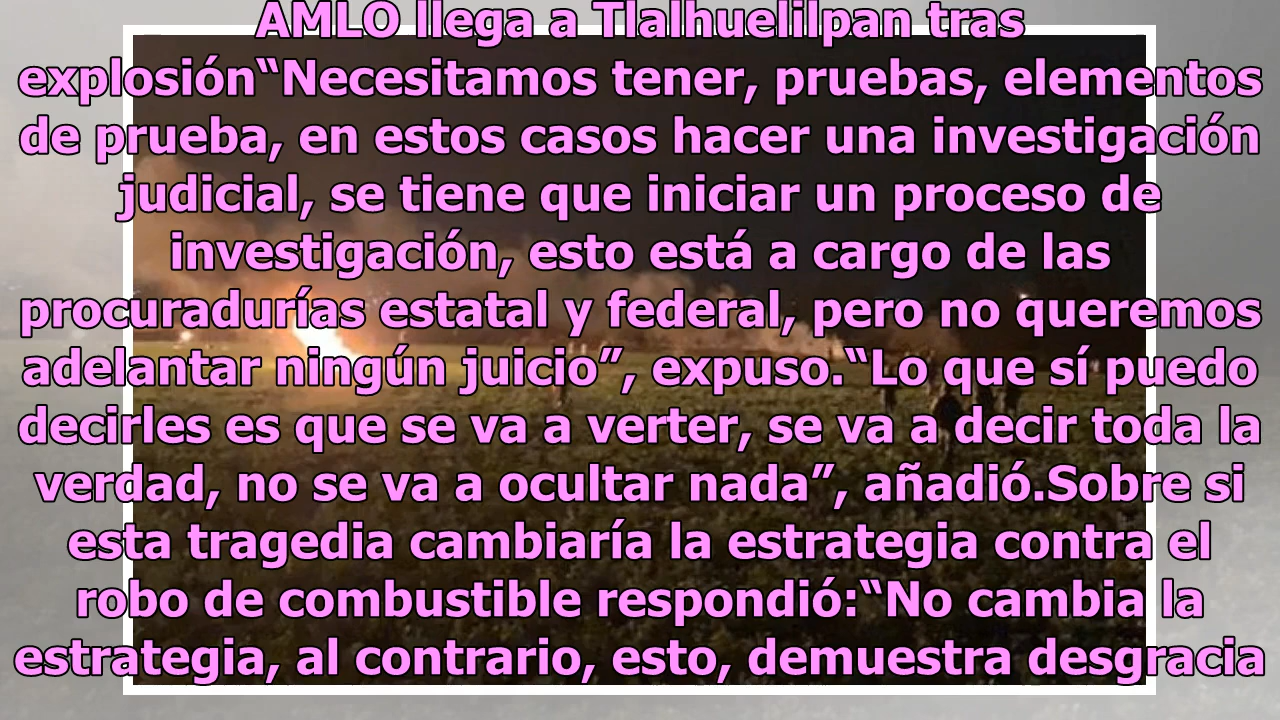 AMLO llega a Tlalhuelilpan tras
explosión“Necesitamos tener, pruebas, elementos
de prueba, en estos casos hacer una investigación
judicial, se tiene que iniciar un proceso de
investigación, esto está a cargo de las
procuradurías estatal y federal, pero no queremos
adelantar ningún juicio”, expuso.“Lo que sí puedo
decirles es que se va a verter, se va a decir toda la
verdad, no se va a ocultar nada”, añadió.Sobre si
esta tragedia cambiaría la estrategia contra el
robo de combustible respondió:“No cambia la
estrategia, al contrario, esto, demuestra desgracia